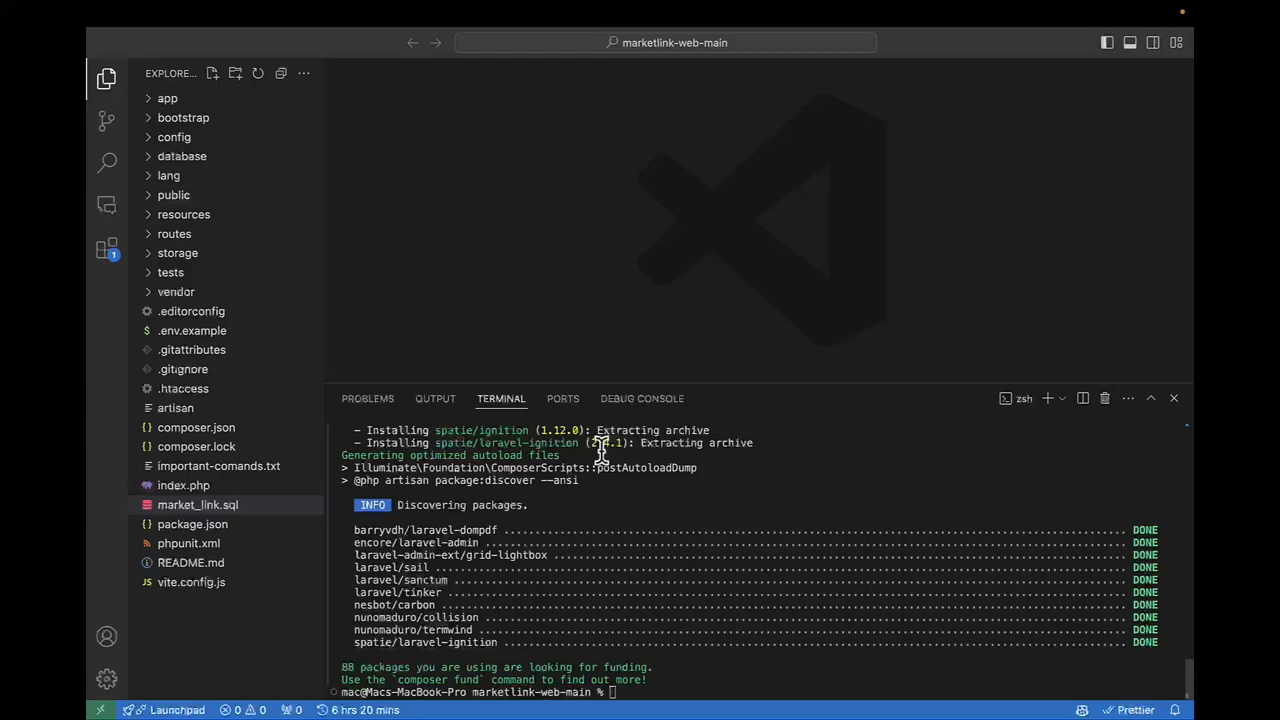 marketlink-web-main
EXPLORE...
app
bootstrap
config
database
lang
public
resources
routes
storage
tests
vendor
.editorconfig
$ .env.example
.gitattributes
.gitignore
.htaccess
artisan
composer.json
composer.lock
important-comands.txt
index.php
market_link.sql
package.json
phpunit.xml
README.md
JS vite.config.js
1
PROBLEMS OUTPUT TERMINAL PORTS DEBUG CONSOLE
zsh
- Installing spatie/ignition (1.12.0): Extracting archive
- Installing spatie/laravel-ignition (2.4.1): Extracting archive
Generating optimized autoload files
> Illuminate\Foundation\ComposerScripts::postAutoloadDump
> @php artisan package:discover --ansi
INFO Discovering packages.
barryvdh/laravel-dompdf ........ DONE
encore/laravel-admin ........ DONE
laravel-admin-ext/grid-lightbox ........ DONE
laravel/sail ........ DONE
laravel/sanctum ........ DONE
laravel/tinker ........ DONE
nesbot/carbon ........ DONE
nunomaduro/collision ........ DONE
nunomaduro/termwind ........ DONE
spatie/laravel-ignition ........ DONE
88 packages you are using are looking for funding.
Use the `composer fund` command to find out more!
mac@Macs-MacBook-Pro marketlink-web-main %
Launchpad 0 0 0 6 hrs 20 mins Prettier